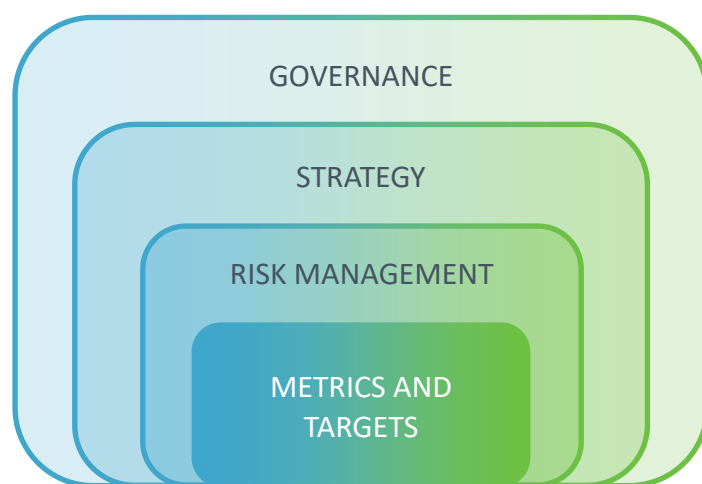 GOVERNANCE
STRATEGY
RISK MANAGEMENT
METRICS AND
TARGETS